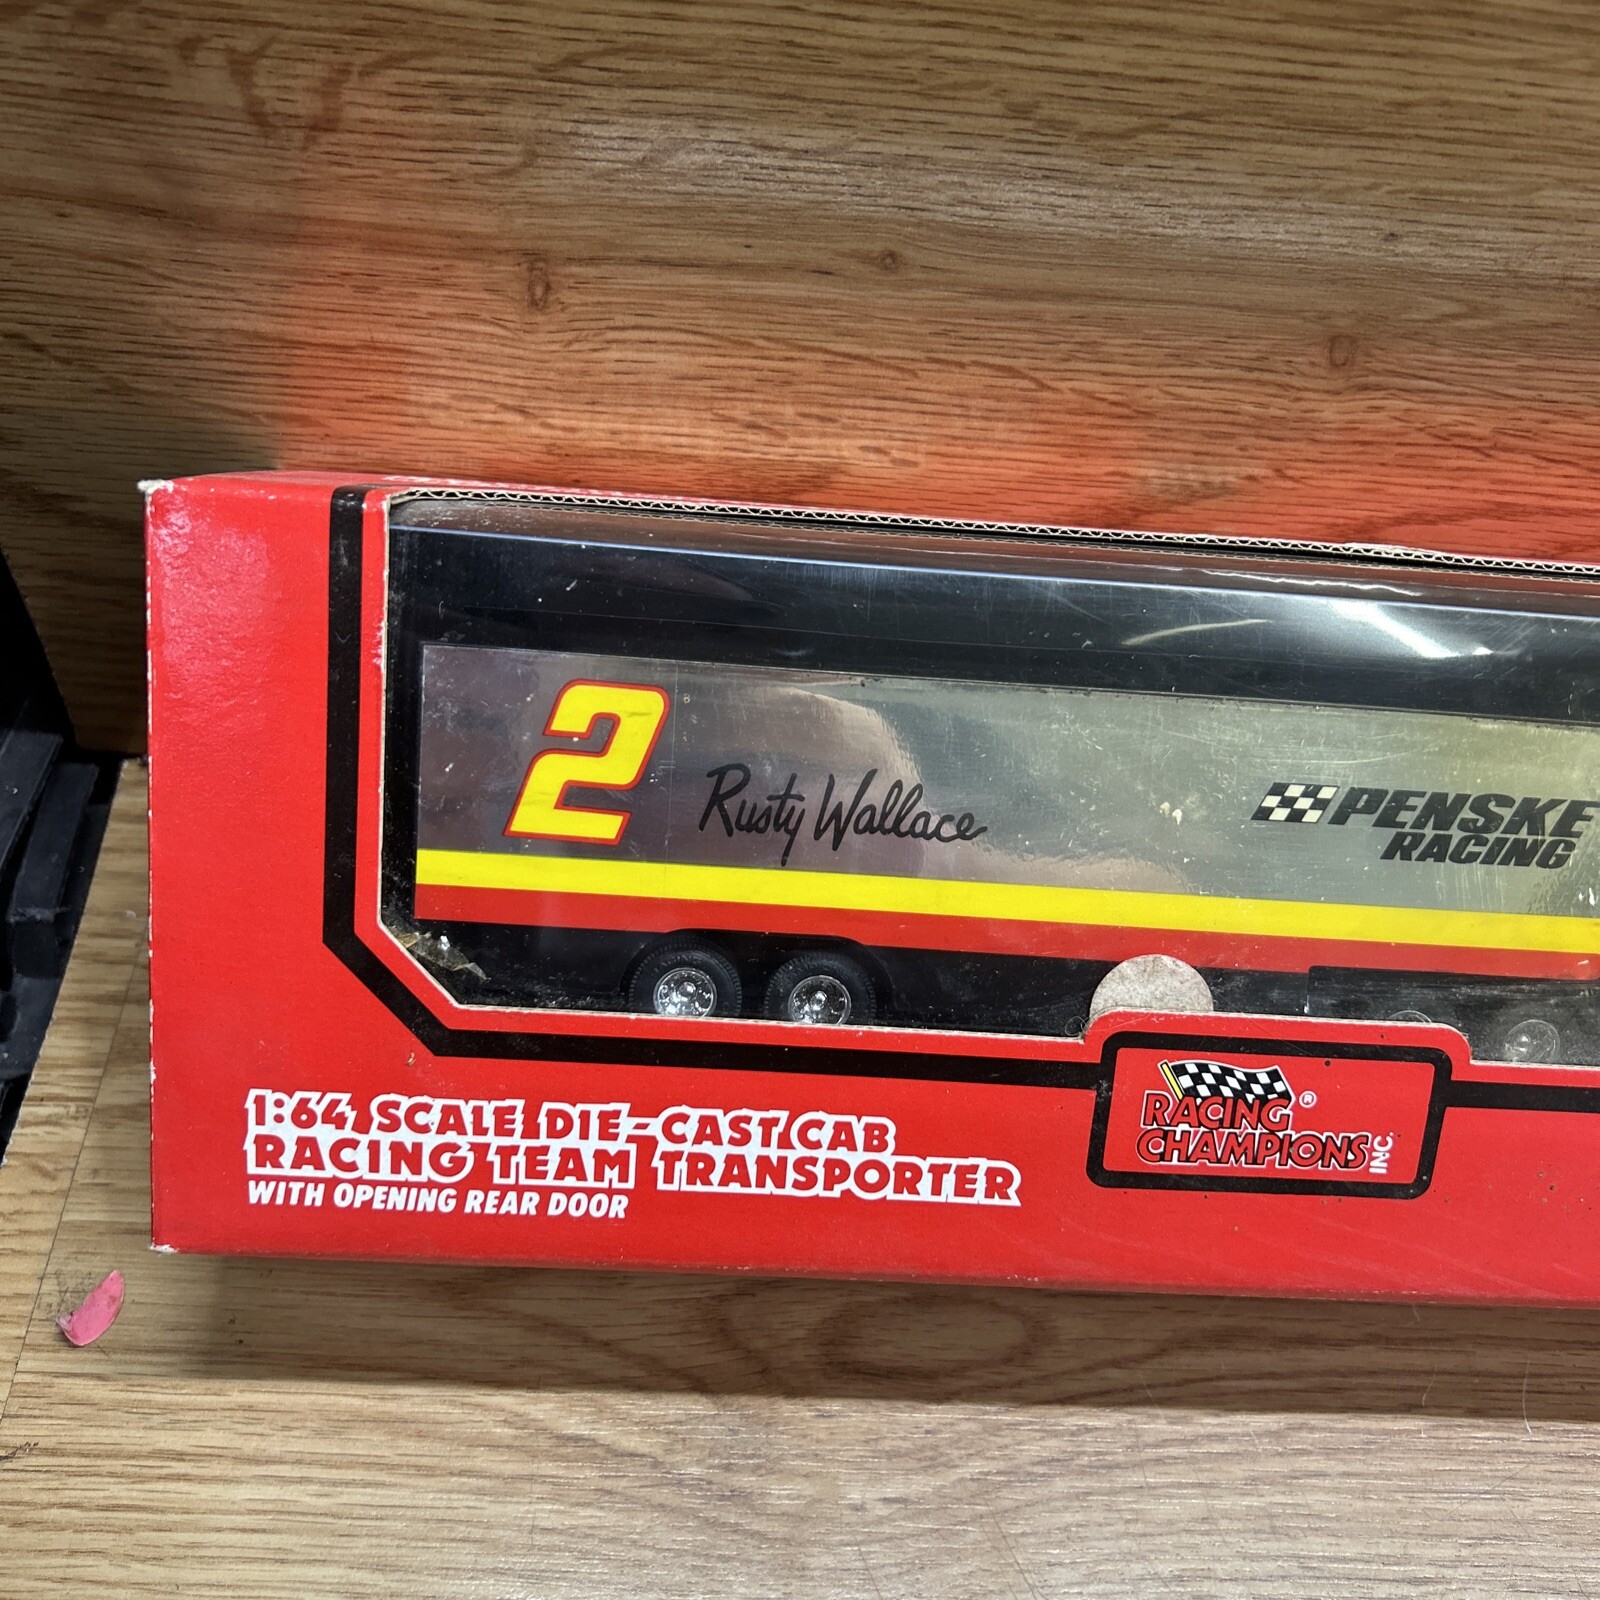 2
Rusty Wallace
PENSKE
RACING
1:64 SCALE DIE-CAST CAB
RACING TEAM TRANSPORTER
WITH OPENING REAR DOOR
RACING ®
CHAMPIONS INC.